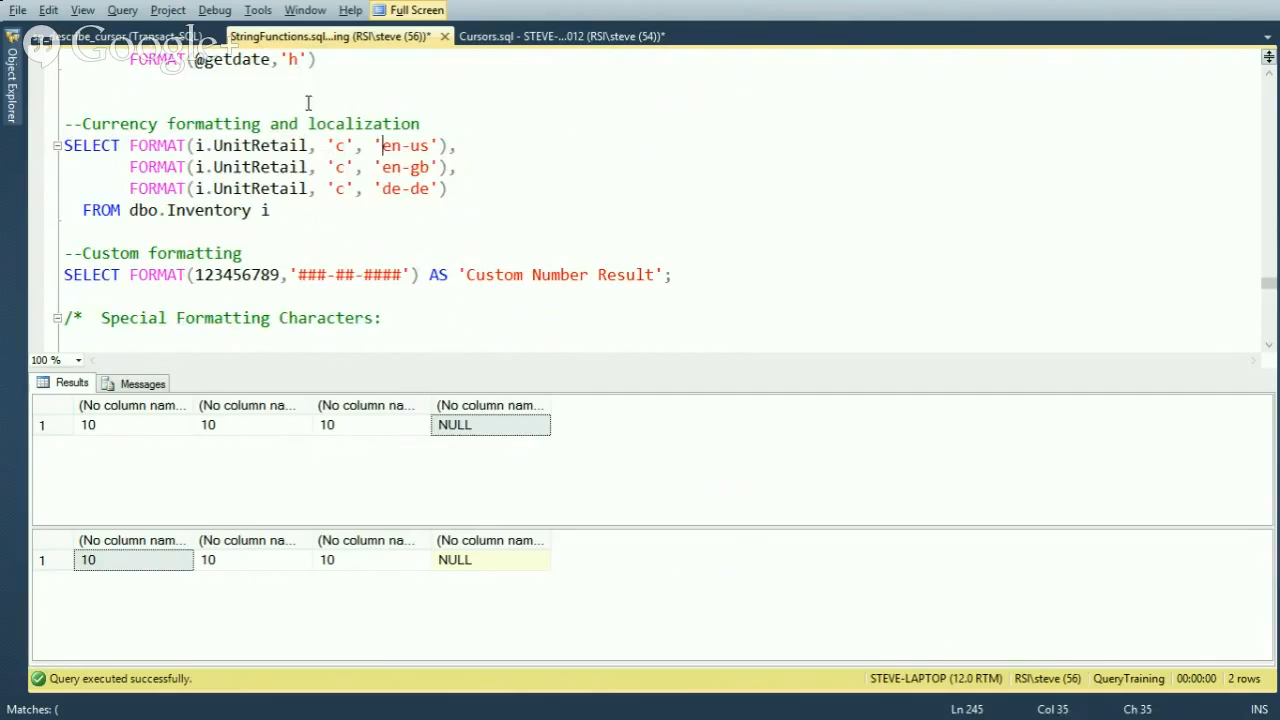 File Edit View Query Project Debug Tools Window Help Full Screen
sp_describe_cursor (Transact-SQL) StringFunctions.sql...ing (RSI\steve (56))* Cursors.sql - STEVE-...012 (RSI\steve (54))*
Google+
Object Explorer
FORMAT(@getdate,'h')
--Currency formatting and localization
SELECT FORMAT(i.UnitRetail, 'c', 'en-us'),
FORMAT(i.UnitRetail, 'c', 'en-gb'),
FORMAT(i.UnitRetail, 'c', 'de-de')
FROM dbo.Inventory i
--Custom formatting
SELECT FORMAT(123456789,'###-##-####') AS 'Custom Number Result';
/* Special Formatting Characters:
100 %
Results Messages
(No column nam... (No column na... (No column na... (No column nam...
1 10 10 10 NULL
(No column nam... (No column na... (No column na... (No column nam...
1 10 10 10 NULL
Query executed successfully. STEVE-LAPTOP (12.0 RTM) RSI\steve (56) QueryTraining 00:00:00 2 rows
Matches: ( Ln 245 Col 35 Ch 35 INS